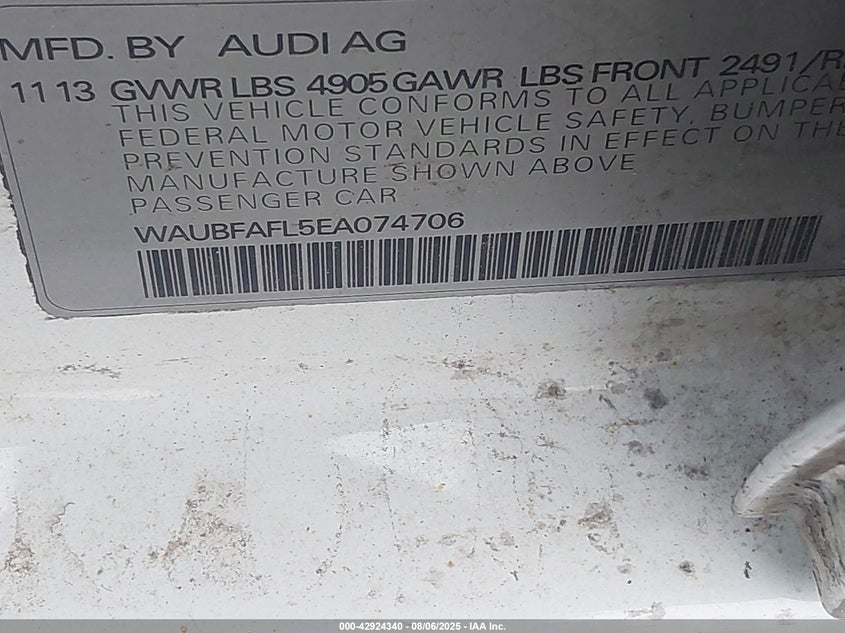 MFD. BY AUDI AG
11 13 GVWR LBS 4905 GAWR LBS FRONT 2491/R
THIS VEHICLE CONFORMS TO ALL APPLICA
FEDERAL MOTOR VEHICLE SAFETY, BUMPER
PREVENTION STANDARDS IN EFFECT ON THE
MANUFACTURE SHOWN ABOVE
PASSENGER CAR
WAUBFAFL5EA074706
000-42924340 - 08/06/2025 - IAA Inc.